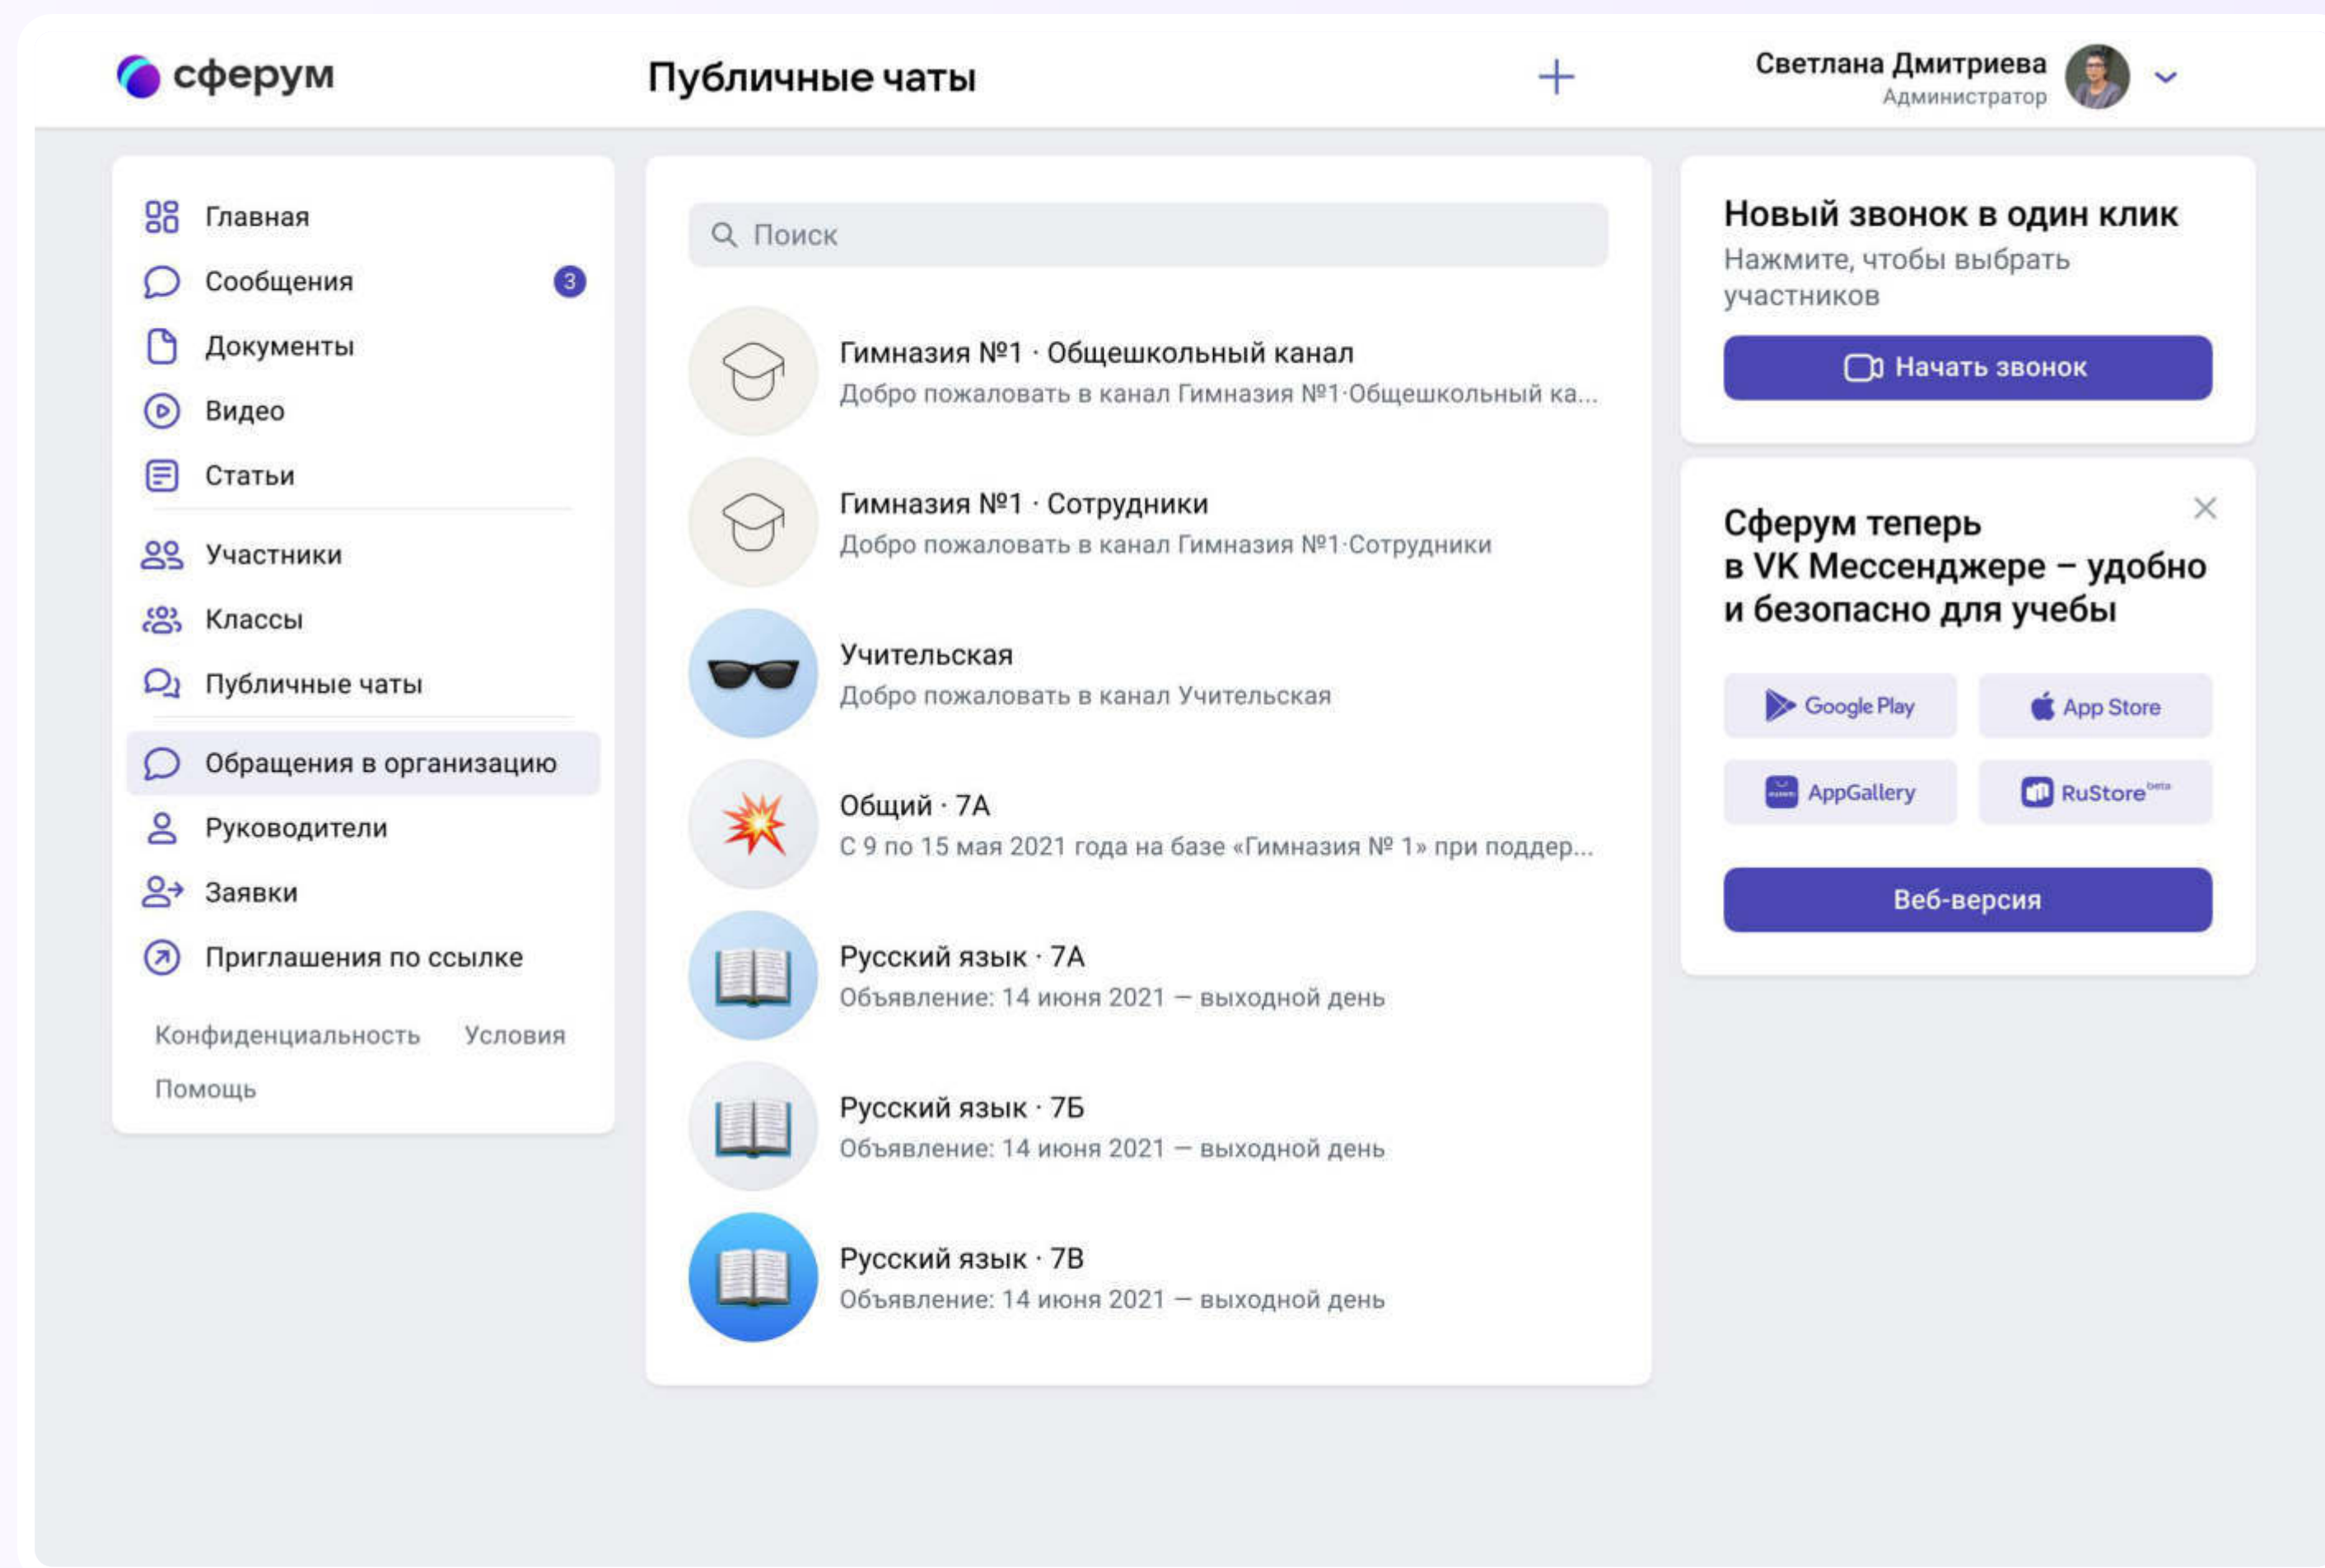 сферум
Публичные чаты
Светлана Дмитриева
Администратор
Главная
Сообщения
3
Документы
Видео
Статьи
Участники
Классы
Публичные чаты
Обращения в организацию
Руководители
Заявки
Приглашения по ссылке
Конфиденциальность Условия
Помощь
Поиск
Гимназия №1 · Общешкольный канал
Добро пожаловать в канал Гимназия №1·Общешкольный ка...
Гимназия №1 · Сотрудники
Добро пожаловать в канал Гимназия №1·Сотрудники
Учительская
Добро пожаловать в канал Учительская
Общий · 7А
С 9 по 15 мая 2021 года на базе «Гимназия № 1» при поддер...
Русский язык · 7А
Объявление: 14 июня 2021 — выходной день
Русский язык · 7Б
Объявление: 14 июня 2021 — выходной день
Русский язык · 7В
Объявление: 14 июня 2021 — выходной день
Новый звонок в один клик
Нажмите, чтобы выбрать
участников
Начать звонок
Сферум теперь
в VK Мессенджере – удобно
и безопасно для учебы
Google Play
App Store
AppGallery
RuStore beta
Веб-версия